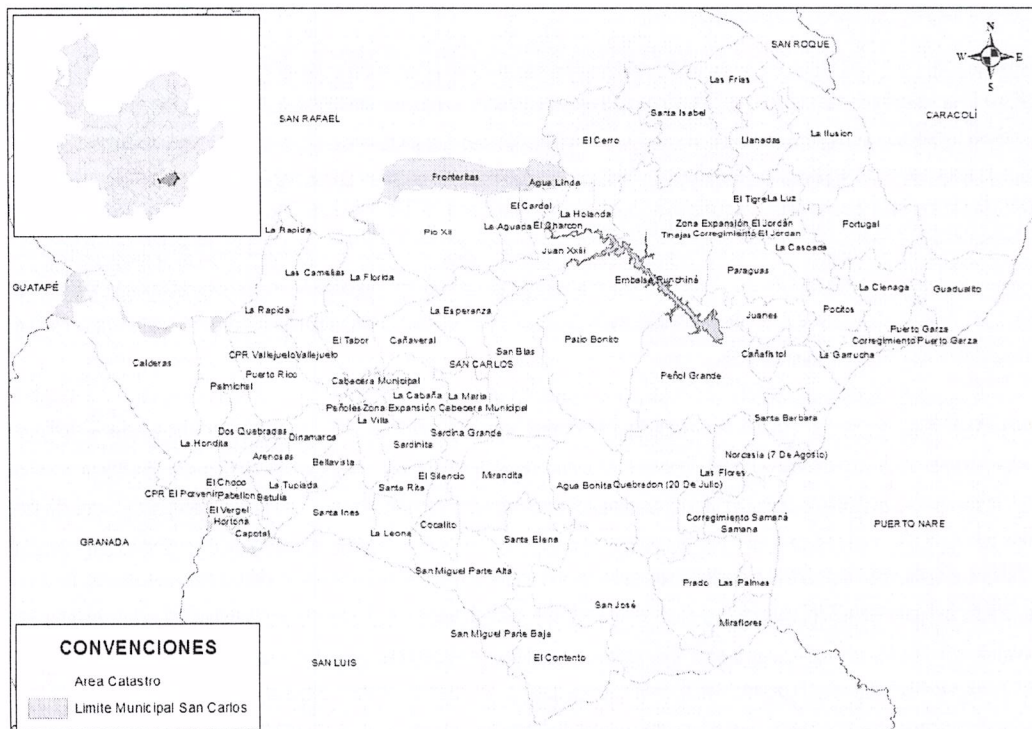 N
W E
S
SAN ROQUE
Las Frias
Santa Isabel
CARACOLÍ
SAN RAFAEL
La Ilusion
El Cerro
Llanadas
Fronteritas
Agua Linda
El Tigre La Luz
El Cardal
La Holanda
Zona Expansión El Jordán
Portugal
La Aguada El Charcon
La Rapida
Pio XII
Tinajas Corregimiento El Jordan
La Cascada
Juan Xxiii
Las Camelias
La Florida
Paraguas
Embalse Punchiná
GUATAPÉ
La Cienaga
Guadualito
La Rapida
La Esperanza
Juanes
Pocitos
Puerto Garza
El Tabor
Cañaveral
Patio Bonito
Corregimiento Puerto Garza
CPR Vallejuelo Vallejuelo
San Blas
Cañafistol
La Garrucha
Calderas
SAN CARLOS
Puerto Rico
Cabecera Municipal
Peñol Grande
Palmichal
La Cabaña
La Maria
Peñoles Zona Expansión Cabecera Municipal
La Villa
Santa Barbara
Dos Quebradas
Dinamarca
Sardina Grande
La Hondita
Sardinita
Arenosas
Bellavista
Norcasia (7 De Agosto)
El Choco
El Silencio
Mirandita
Las Flores
La Tupiada
Santa Rita
Agua Bonita Quebradon (20 De Julio)
CPR El Porvenir Pabellon Betulia
El Vergel
Santa Ines
Hortona
Cocalito
Corregimiento Samaná
PUERTO NARE
Capotal
La Leona
Samana
GRANADA
Santa Elena
San Miguel Parte Alta
Prado
Las Palmas
San José
Miraflores
San Miguel Parte Baja
El Contento
SAN LUIS
CONVENCIONES
Area Catastro
Limite Municipal San Carlos